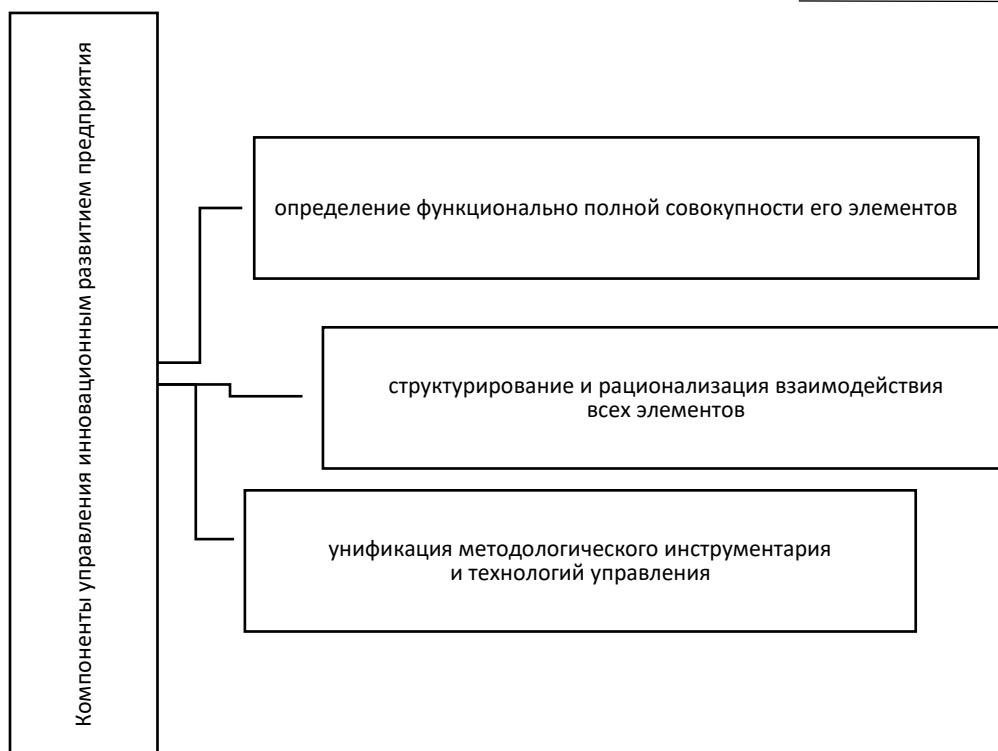 Компоненты управления инновационным развитием предприятия
определение функционально полной совокупности его элементов
структурирование и рационализация взаимодействия
всех элементов
унификация методологического инструментария
и технологий управления